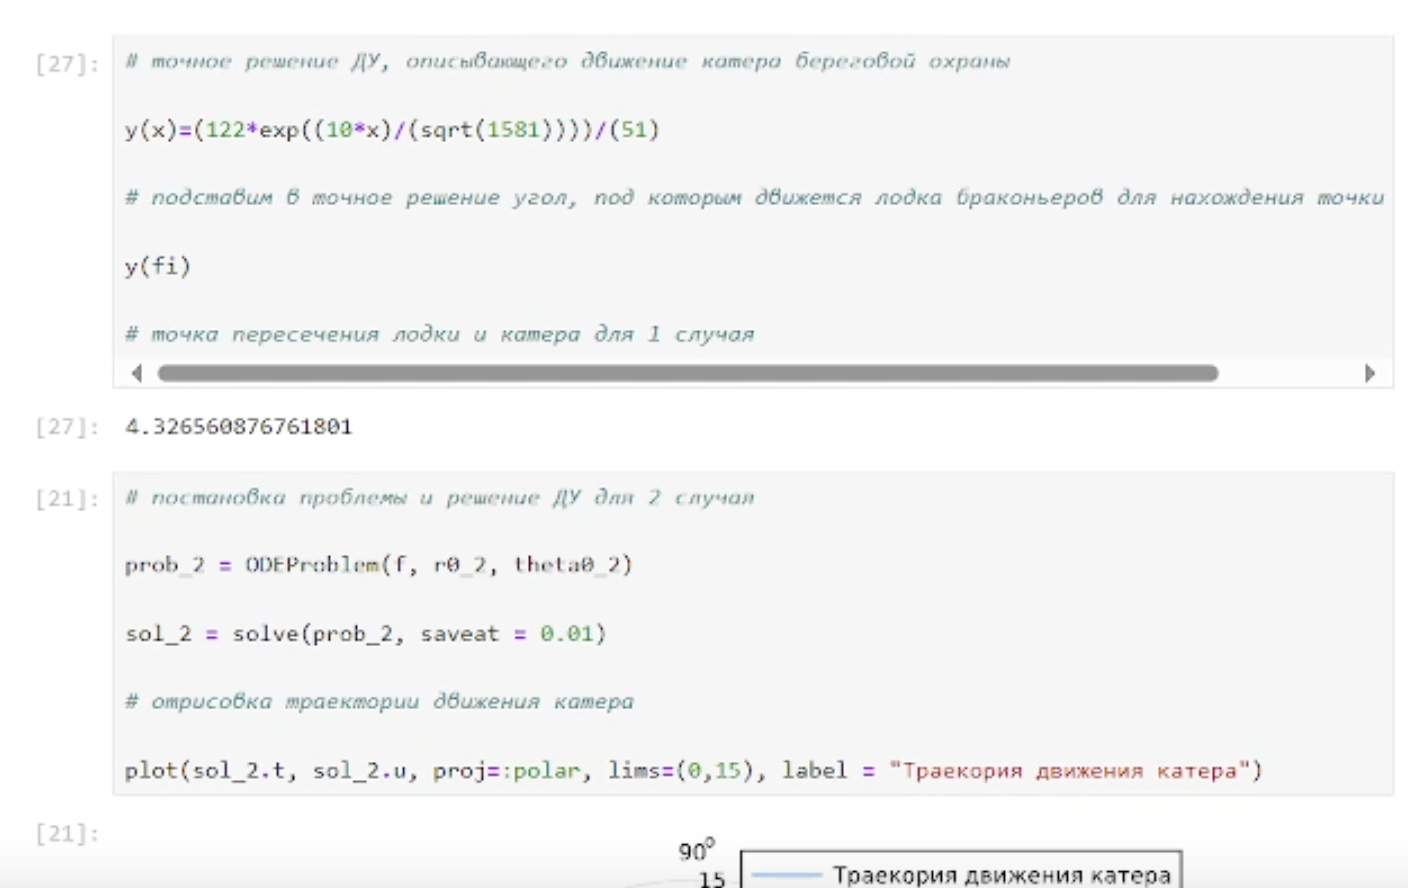 [27]:
# точное решение ДУ, описывающего движение катера береговой охраны
y(x)=(122*exp((10*x)/(sqrt(1581))))/(51)
# подставим в точное решение угол, под которым движется лодка браконьеров для нахождения точки
y(fi)
# точка пересечения лодки и катера для 1 случая
[27]: 4.326560876761801
[21]:
# постановка проблемы и решение ДУ для 2 случая
prob_2 = ODEProblem(f, r0_2, theta0_2)
sol_2 = solve(prob_2, saveat = 0.01)
# отрисовка траектории движения катера
plot(sol_2.t, sol_2.u, proj=:polar, lims=(0,15), label = "Траекория движения катера")
[21]:
90°
15
Траекория движения катера